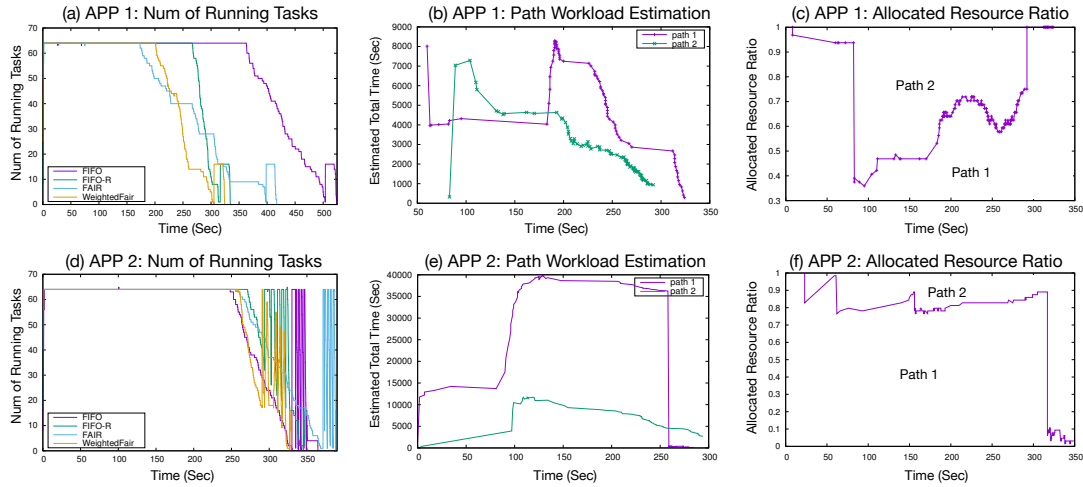 (a) APP 1: Num of Running Tasks
Num of Running Tasks
70
60
50
40
30
20
10
0
FIFO
FIFO-R
FAIR
WeightedFair
0 50 100 150 200 250 300 350 400 450 500
Time (Sec)
(b) APP 1: Path Workload Estimation
Estimated Total Time (Sec)
9000
8000
7000
6000
5000
4000
3000
2000
1000
0
path 1
path 2
50 100 150 200 250 300 350
Time (Sec)
(c) APP 1: Allocated Resource Ratio
Allocated Resource Ratio
1
0.9
0.8
0.7
0.6
0.5
0.4
0.3
Path 2
Path 1
0 50 100 150 200 250 300 350
Time (Sec)
(d) APP 2: Num of Running Tasks
Num of Running Tasks
70
60
50
40
30
20
10
0
FIFO
FIFO-R
FAIR
WeightedFair
0 50 100 150 200 250 300 350
Time (Sec)
(e) APP 2: Path Workload Estimation
Estimated Total Time (Sec)
40000
35000
30000
25000
20000
15000
10000
5000
0
path 1
path 2
0 50 100 150 200 250 300
Time (Sec)
(f) APP 2: Allocated Resource Ratio
Allocated Resource Ratio
1
0.8
0.6
0.4
0.2
0
Path 2
Path 1
0 50 100 150 200 250 300 350
Time (Sec)